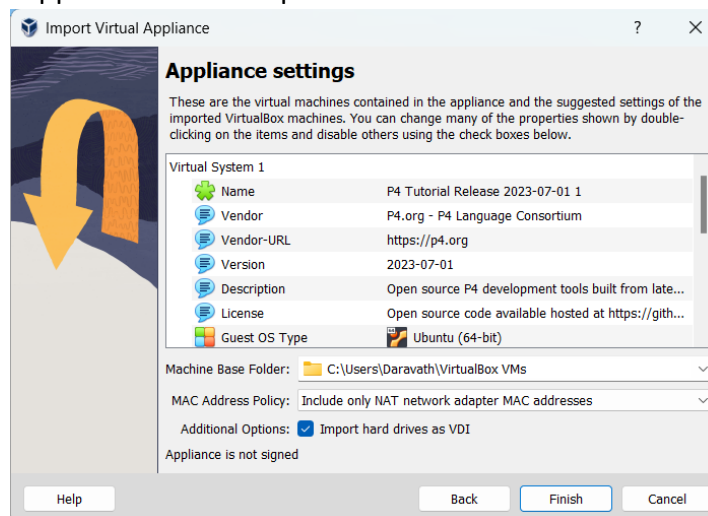 Import Virtual Appliance
?
Appliance settings
These are the virtual machines contained in the appliance and the suggested settings of the
imported VirtualBox machines. You can change many of the properties shown by double-
clicking on the items and disable others using the check boxes below.
Virtual System 1
Name P4 Tutorial Release 2023-07-01 1
Vendor P4.org - P4 Language Consortium
Vendor-URL https://p4.org
Version 2023-07-01
Description Open source P4 development tools built from late...
License Open source code available hosted at https://gith...
Guest OS Type Ubuntu (64-bit)
Machine Base Folder: C:\Users\Daravath\VirtualBox VMs
MAC Address Policy: Include only NAT network adapter MAC addresses
Additional Options: Import hard drives as VDI
Appliance is not signed
Help Back Finish Cancel